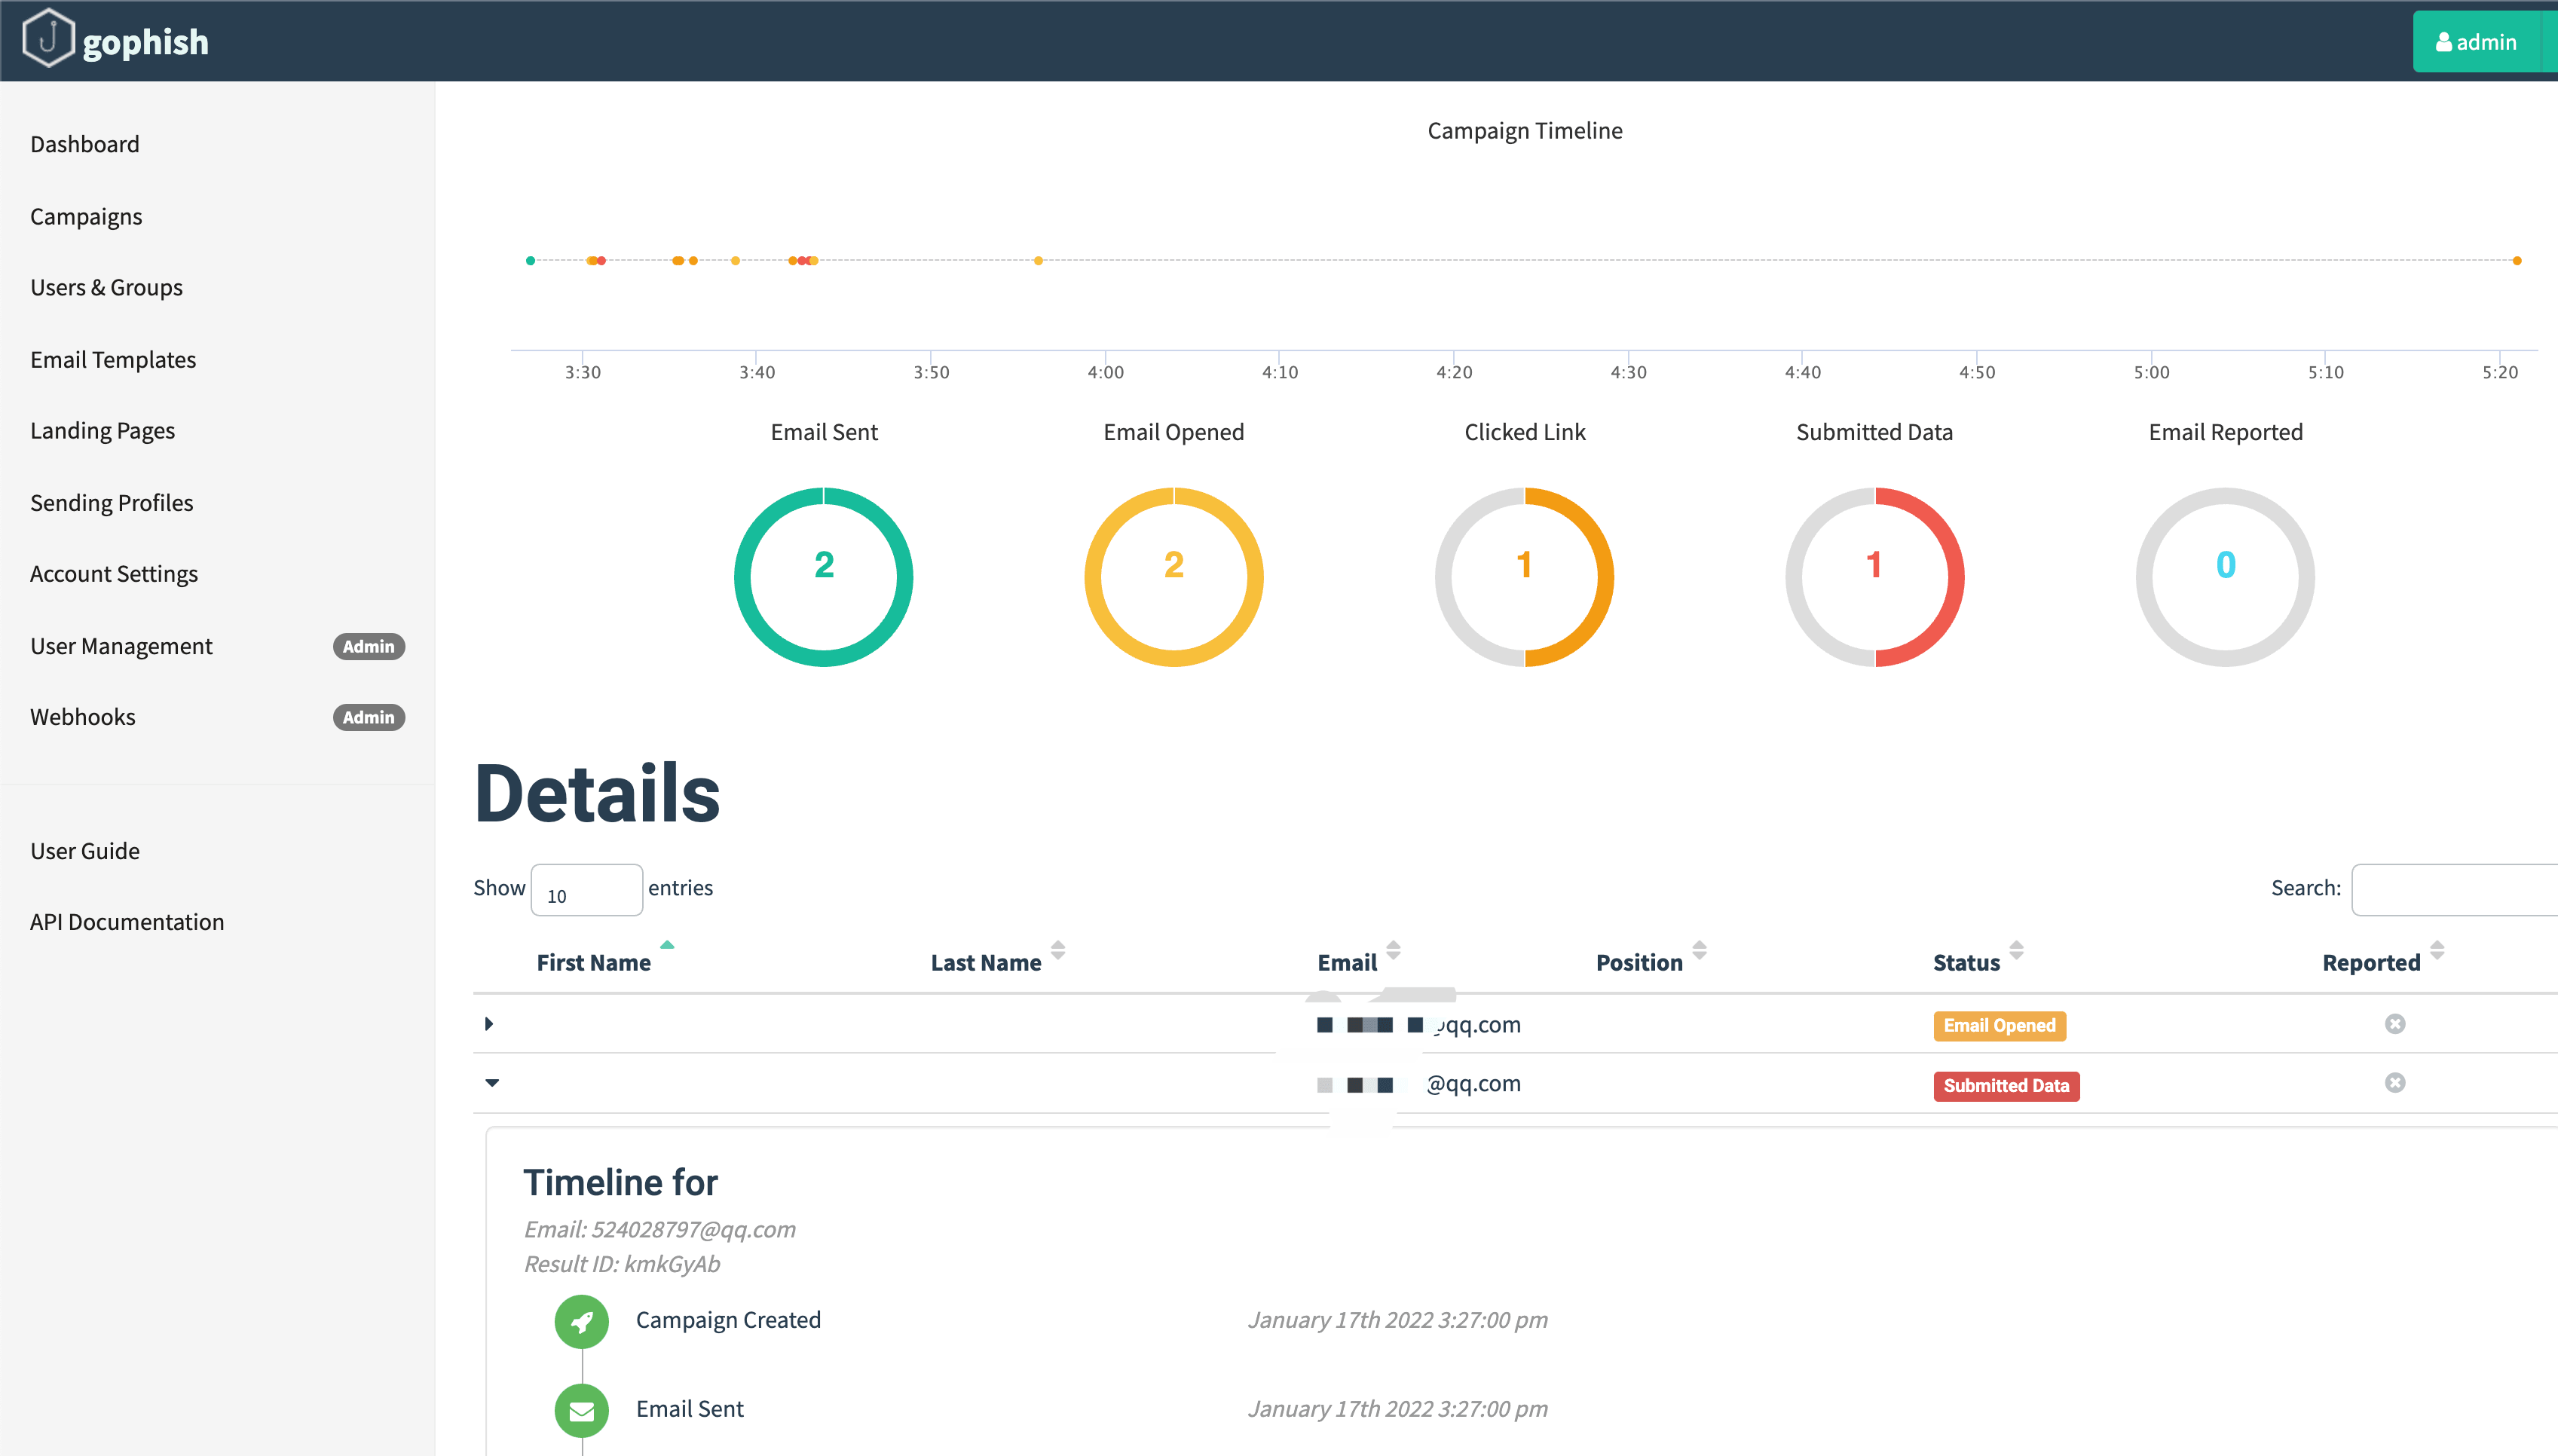 gophish
admin
Dashboard
Campaigns
Users & Groups
Email Templates
Landing Pages
Sending Profiles
Account Settings
User Management Admin
Webhooks Admin
User Guide
API Documentation
Campaign Timeline
3:30 3:40 3:50 4:00 4:10 4:20 4:30 4:40 4:50 5:00 5:10 5:20
Email Sent Email Opened Clicked Link Submitted Data Email Reported
2 2 1 1 0
Details
Show 10 entries Search:
First Name Last Name Email Position Status Reported
@qq.com Email Opened
@qq.com Submitted Data
Timeline for
Email: 524028797@qq.com
Result ID: kmkGyAb
Campaign Created January 17th 2022 3:27:00 pm
Email Sent January 17th 2022 3:27:00 pm